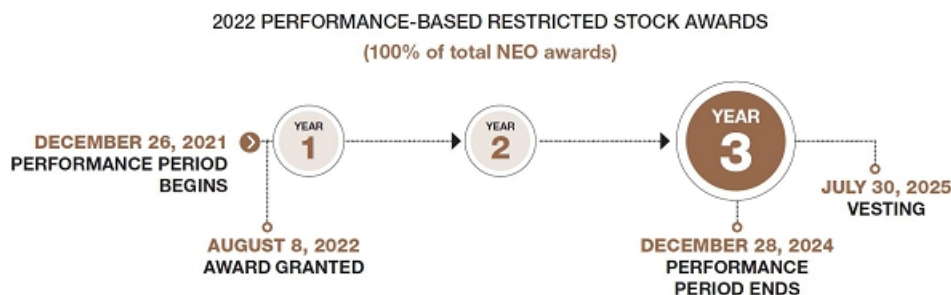 2022 PERFORMANCE-BASED RESTRICTED STOCK AWARDS
(100% of total NEO awards)
DECEMBER 26, 2021
PERFORMANCE PERIOD
BEGINS
YEAR
1
YEAR
2
YEAR
3
AUGUST 8, 2022
AWARD GRANTED
DECEMBER 28, 2024
PERFORMANCE
PERIOD ENDS
JULY 30, 2025
VESTING